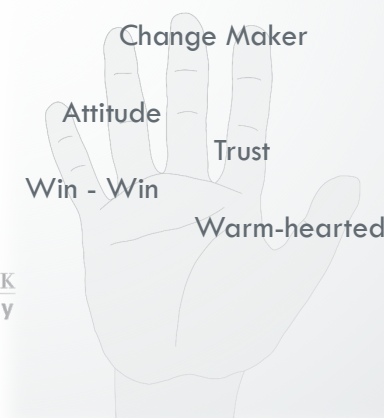 Change Maker
Attitude
Trust
Win - Win
Warm-hearted
K
y